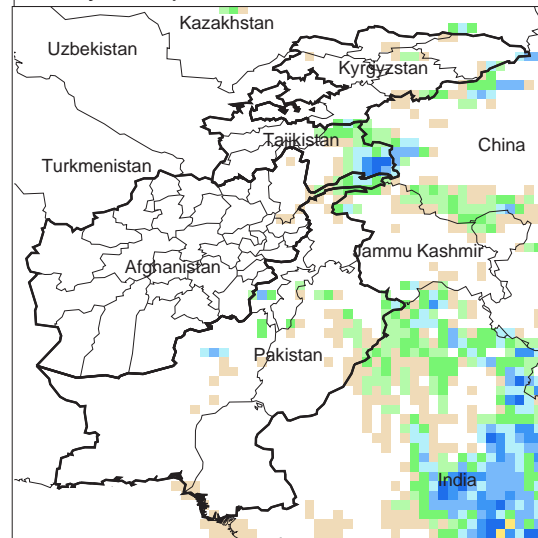 Kazakhstan
Uzbekistan
Kyrgyzstan
Tajikistan
China
Turkmenistan
Jammu Kashmir
Afghanistan
Pakistan
India